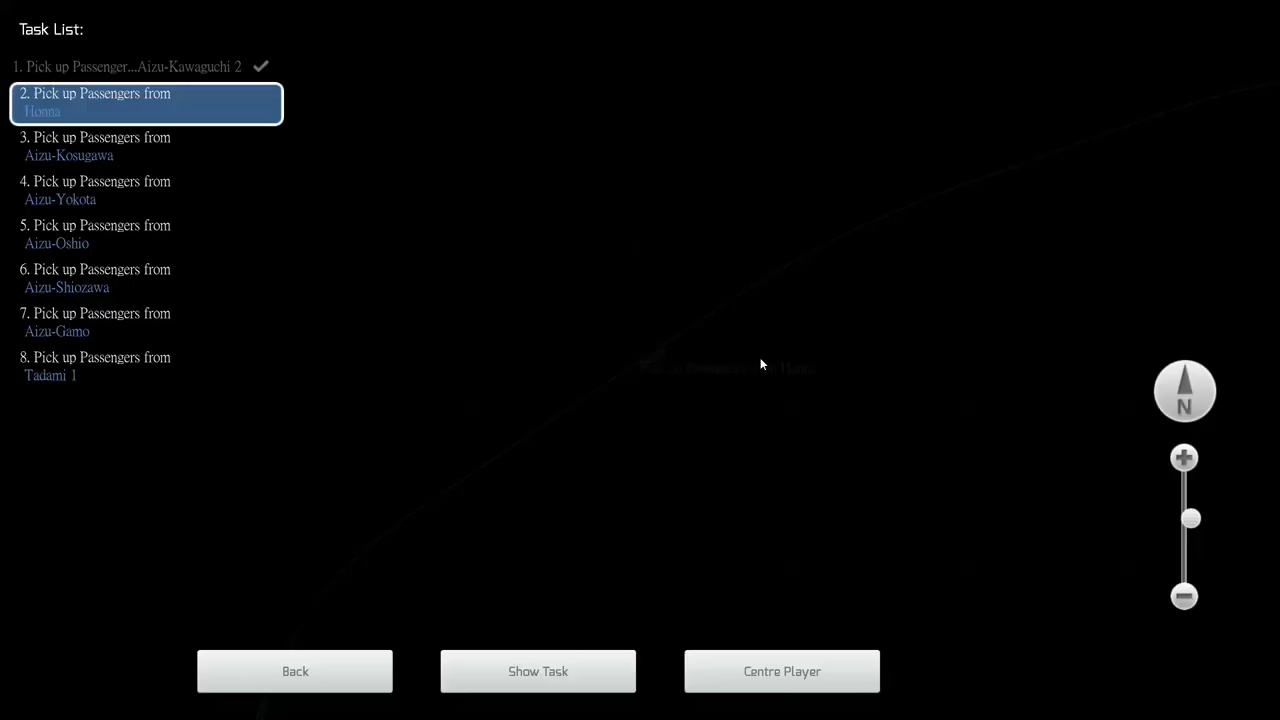 Task List:
1. Pick up Passenger...Aizu-Kawaguchi 2
2. Pick up Passengers from
Honna
3. Pick up Passengers from
Aizu-Kosugawa
4. Pick up Passengers from
Aizu-Yokota
5. Pick up Passengers from
Aizu-Oshio
6. Pick up Passengers from
Aizu-Shiozawa
7. Pick up Passengers from
Aizu-Gamo
8. Pick up Passengers from
Tadami 1
N
Back
Show Task
Centre Player